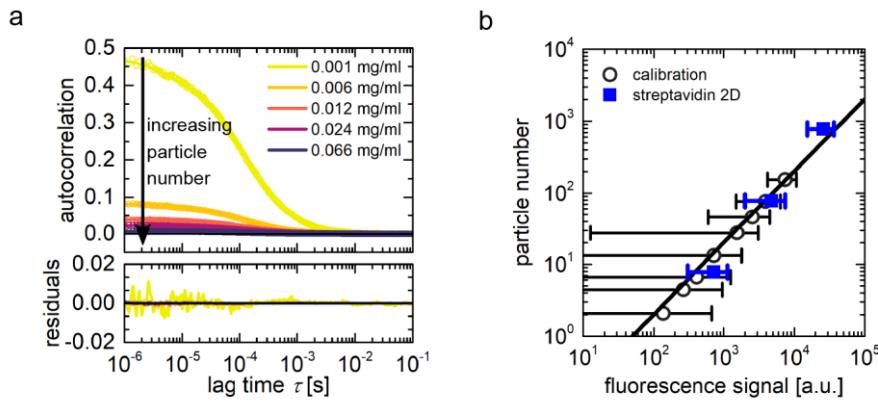 a
autocorrelation
0.5
0.4
0.3
0.2
0.1
0.0
increasing
particle
number
0.001 mg/ml
0.006 mg/ml
0.012 mg/ml
0.024 mg/ml
0.066 mg/ml
residuals
0.02
0.00
-0.02
10⁻⁶ 10⁻⁵ 10⁻⁴ 10⁻³ 10⁻² 10⁻¹
lag time τ [s]
b
particle number
10⁴
10³
10²
10¹
10⁰
calibration
streptavidin 2D
10¹ 10² 10³ 10⁴ 10⁵
fluorescence signal [a.u.]